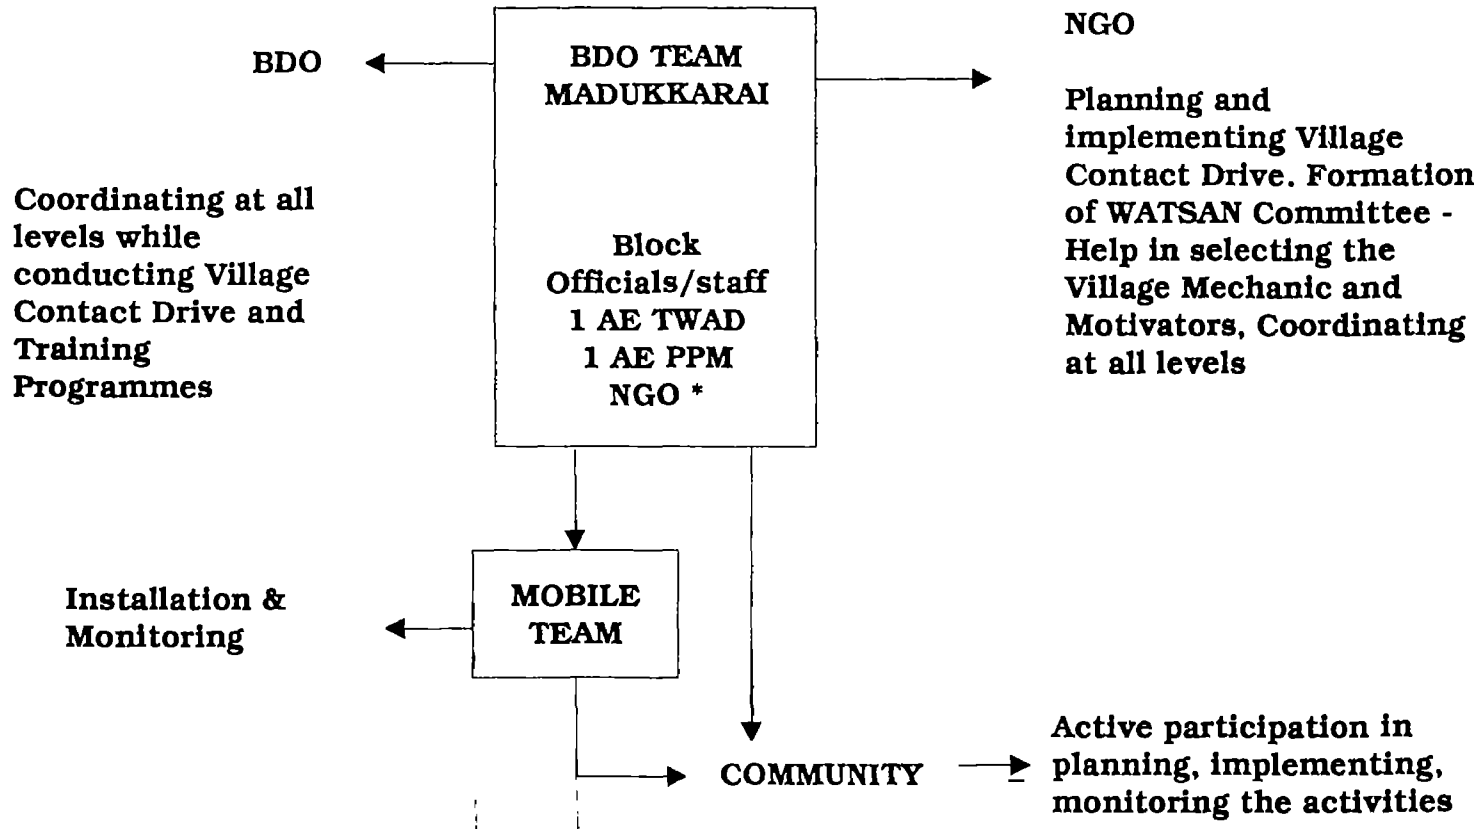 BDO
Coordinating at all
levels while
conducting Village
Contact Drive and
Training
Programmes
BDO TEAM
MADUKKARAI
Block
Officials/staff
1 AE TWAD
1 AE PPM
NGO *
NGO
Planning and
implementing Village
Contact Drive. Formation
of WATSAN Committee -
Help in selecting the
Village Mechanic and
Motivators, Coordinating
at all levels
Installation &
Monitoring
MOBILE
TEAM
COMMUNITY
Active participation in
planning, implementing,
monitoring the activities